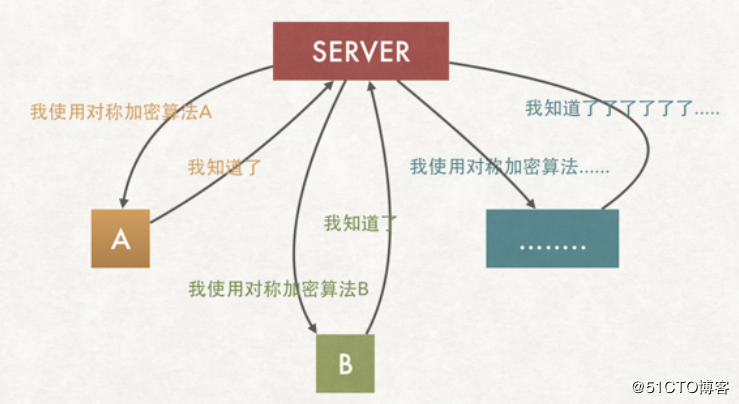 SERVER
我使用对称加密算法A
我知道了了了了了了.....
我知道了
我使用对称加密算法......
A
我知道了
........
我使用对称加密算法B
B
@51CTO博客